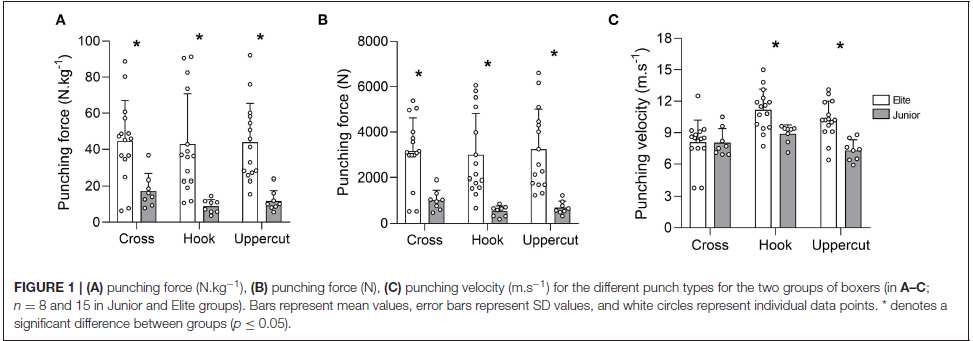 A
B
C
Punching force (N.kg-1)
100
80
60
40
20
0
*
*
*
Cross
Hook
Uppercut
Punching force (N)
8000
6000
4000
2000
0
*
*
*
Cross
Hook
Uppercut
Punching velocity (m.s-1)
18
15
12
9
6
3
0
*
*
Cross
Hook
Uppercut
Elite
Junior
FIGURE 1 | (A) punching force (N.kg−1), (B) punching force (N), (C) punching velocity (m.s−1) for the different punch types for the two groups of boxers (in A–C;
n = 8 and 15 in Junior and Elite groups). Bars represent mean values, error bars represent SD values, and white circles represent individual data points. * denotes a
significant difference between groups (p ≤ 0.05).